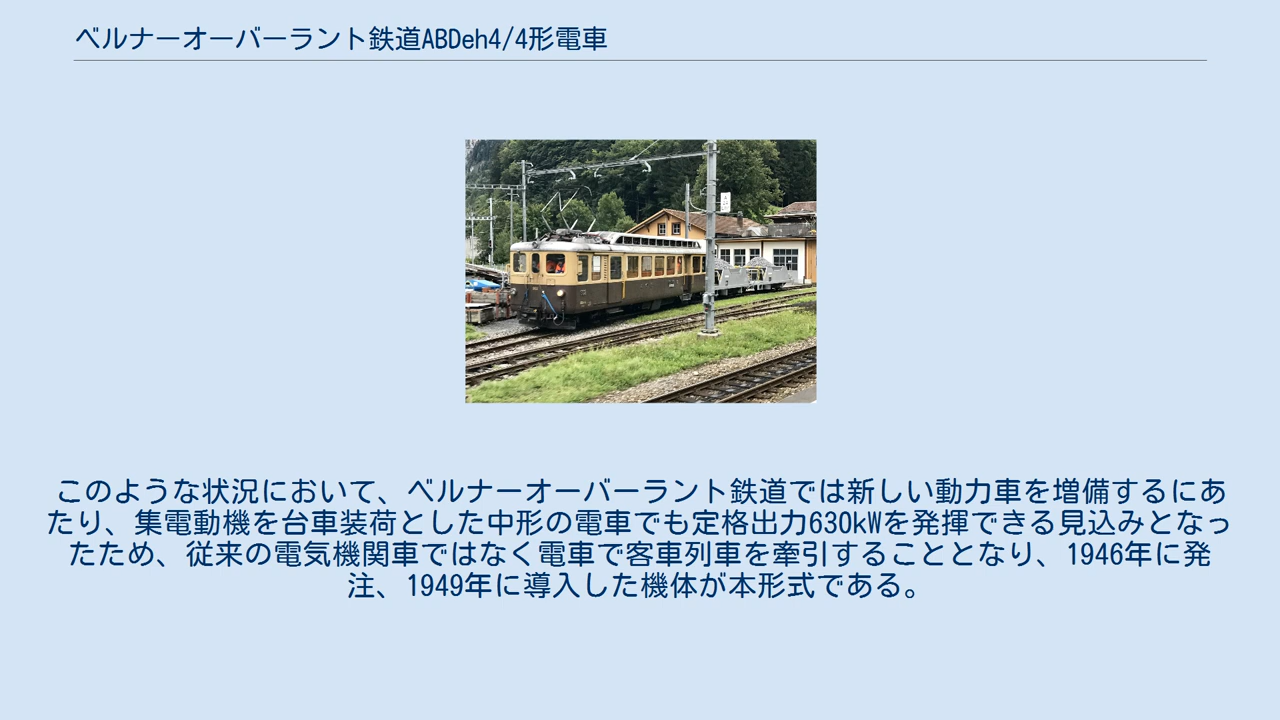 ベルナーオーバーラント鉄道ABDeh4/4形電車
このような状況において、ベルナーオーバーラント鉄道では新しい動力車を増備するにあ
たり、集電動機を台車装荷とした中形の電車でも定格出力630kWを発揮できる見込みとなっ
たため、従来の電気機関車ではなく電車で客車列車を牽引することとなり、1946年に発
注、1949年に導入した機体が本形式である。